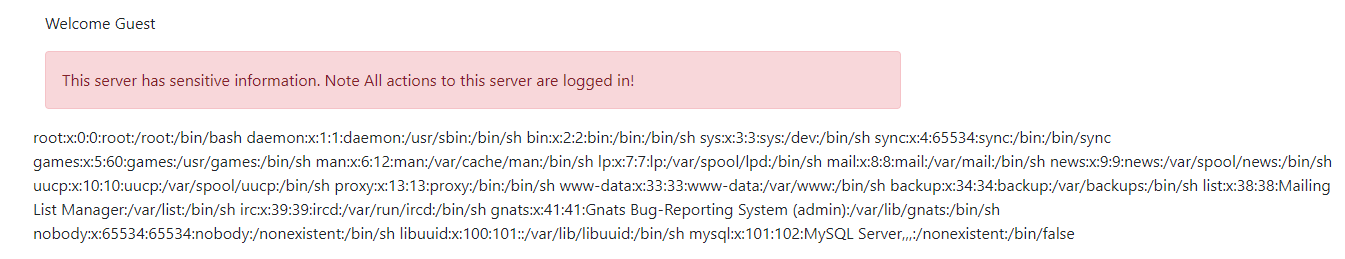 Welcome Guest
This server has sensitive information. Note All actions to this server are logged in!
root:x:0:0:root:/root:/bin/bash daemon:x:1:1:daemon:/usr/sbin:/bin/sh bin:x:2:2:bin:/bin:/bin/sh sys:x:3:3:sys:/dev:/bin/sh sync:x:4:65534:sync:/bin:/bin/sync
games:x:5:60:games:/usr/games:/bin/sh man:x:6:12:man:/var/cache/man:/bin/sh lp:x:7:7:lp:/var/spool/lpd:/bin/sh mail:x:8:8:mail:/var/mail:/bin/sh news:x:9:9:news:/var/spool/news:/bin/sh
uucp:x:10:10:uucp:/var/spool/uucp:/bin/sh proxy:x:13:13:proxy:/bin:/bin/sh www-data:x:33:33:www-data:/var/www:/bin/sh backup:x:34:34:backup:/var/backups:/bin/sh list:x:38:38:Mailing
List Manager:/var/list:/bin/sh irc:x:39:39:ircd:/var/run/ircd:/bin/sh gnats:x:41:41:Gnats Bug-Reporting System (admin):/var/lib/gnats:/bin/sh
nobody:x:65534:65534:nobody:/nonexistent:/bin/sh libuuid:x:100:101::/var/lib/libuuid:/bin/sh mysql:x:101:102:MySQL Server,,,:/nonexistent:/bin/false